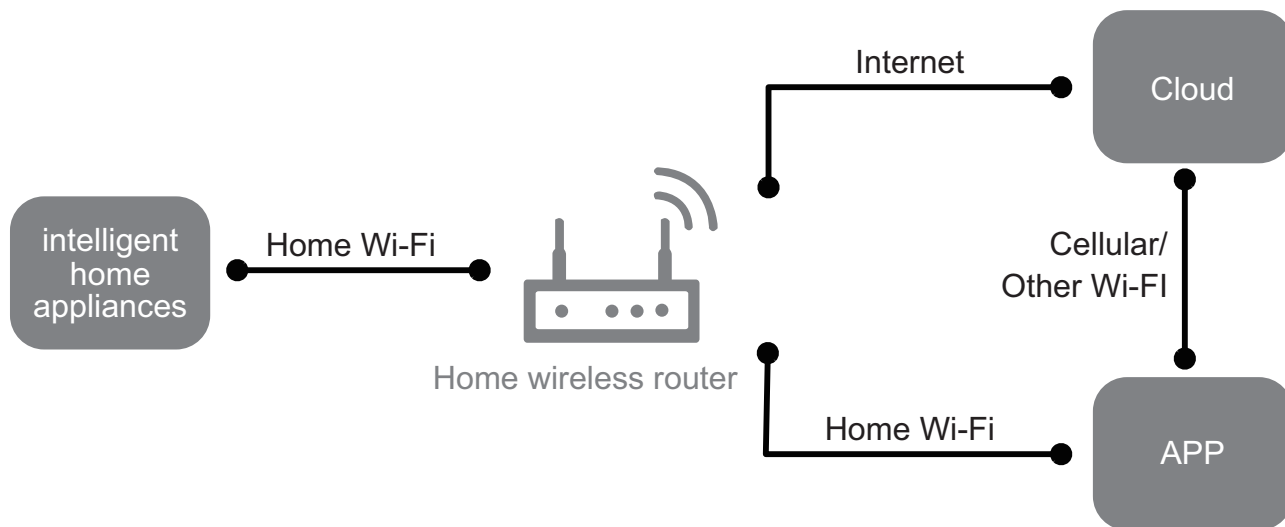 Internet
Cloud
intelligent
home
appliances
Home Wi-Fi
Cellular/
Other Wi-FI
Home wireless router
Home Wi-Fi
APP